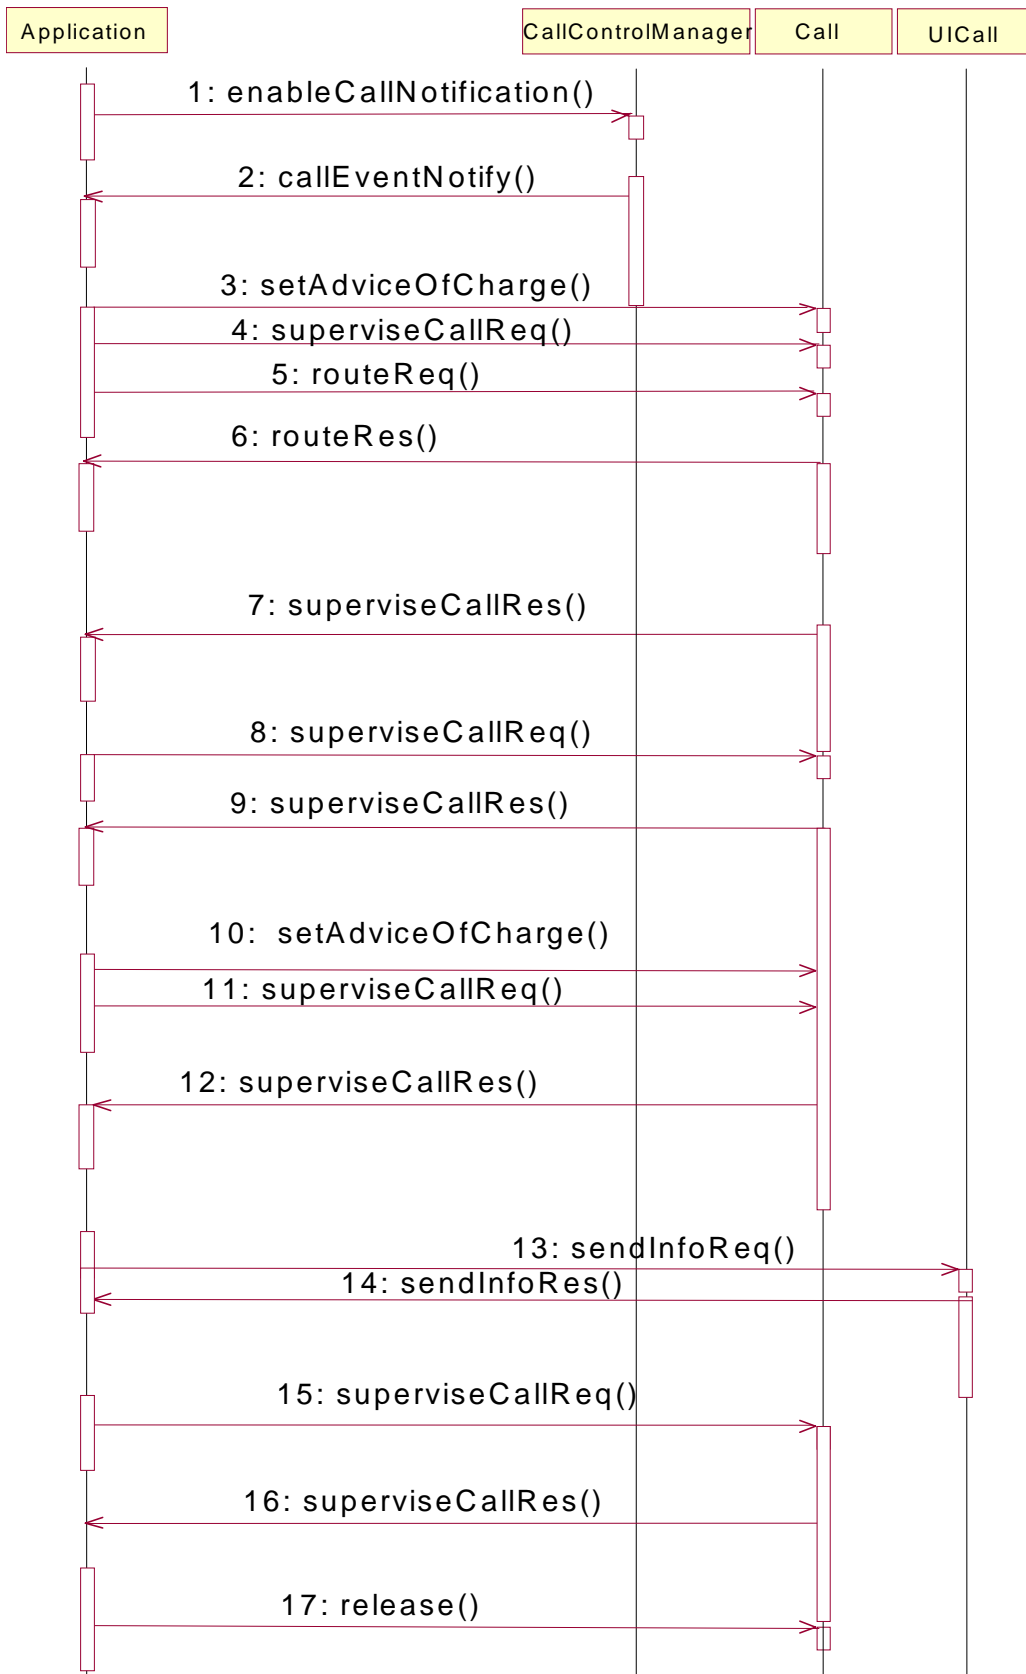 Application
CallControlManager
Call
UICall
1: enableCallNotification()
2: callEventNotify()
3: setAdviceOfCharge()
4: superviseCallReq()
5: routeReq()
6: routeRes()
7: superviseCallRes()
8: superviseCallReq()
9: superviseCallRes()
10: setAdviceOfCharge()
11: superviseCallReq()
12: superviseCallRes()
13: sendInfoReq()
14: sendInfoRes()
15: superviseCallReq()
16: superviseCallRes()
17: release()